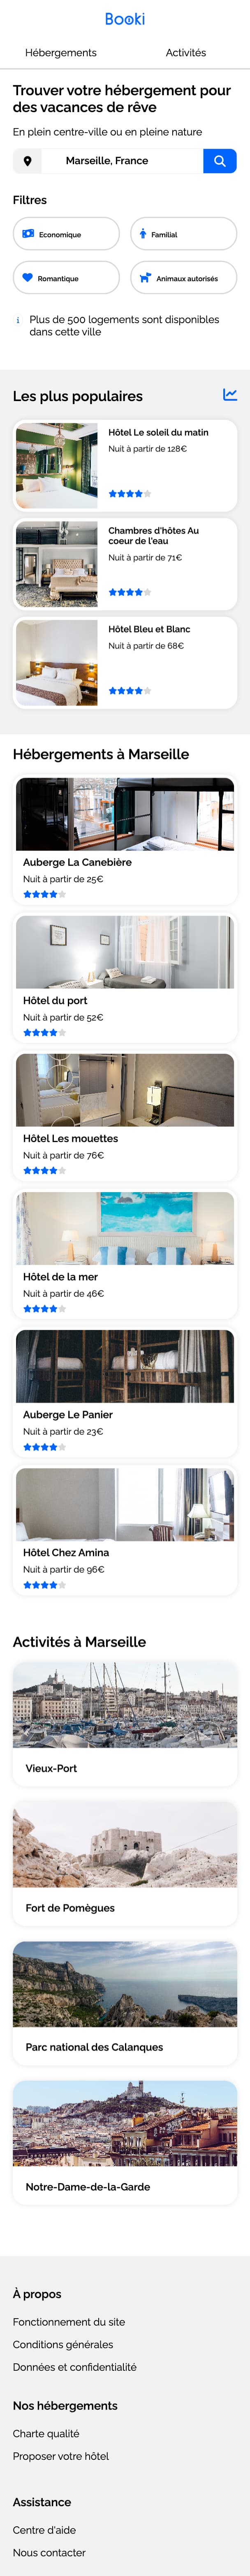 Booki
Hébergements
Activités
Trouver votre hébergement pour
des vacances de rêve
En plein centre-ville ou en pleine nature
Marseille, France
Filtres
Economique
Familial
Romantique
Animaux autorisés
Plus de 500 logements sont disponibles
dans cette ville
Les plus populaires
Hôtel Le soleil du matin
Nuit à partir de 128€
Chambres d'hôtes Au
coeur de l'eau
Nuit à partir de 71€
Hôtel Bleu et Blanc
Nuit à partir de 68€
Hébergements à Marseille
Auberge La Canebière
Nuit à partir de 25€
Hôtel du port
Nuit à partir de 52€
Hôtel Les mouettes
Nuit à partir de 76€
Hôtel de la mer
Nuit à partir de 46€
Auberge Le Panier
Nuit à partir de 23€
Hôtel Chez Amina
Nuit à partir de 96€
Activités à Marseille
Vieux-Port
Fort de Pomègues
Parc national des Calanques
Notre-Dame-de-la-Garde
À propos
Fonctionnement du site
Conditions générales
Données et confidentialité
Nos hébergements
Charte qualité
Proposer votre hôtel
Assistance
Centre d'aide
Nous contacter